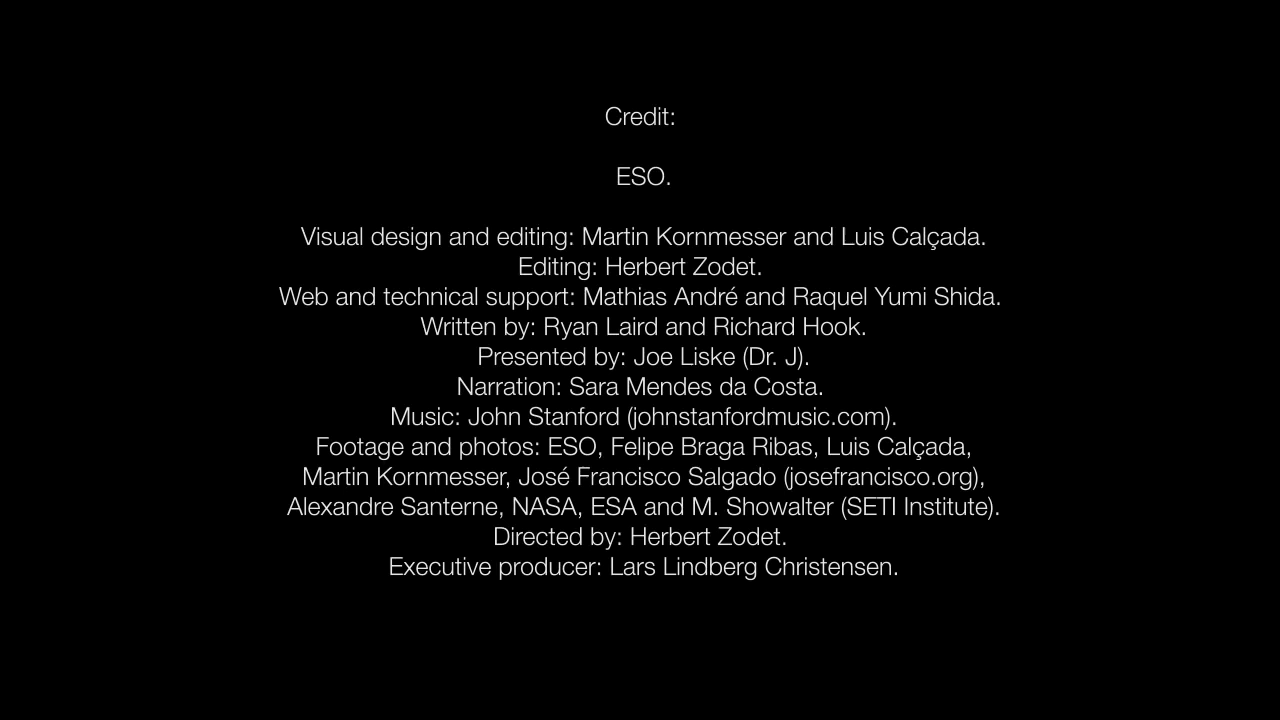 Credit:
ESO.
Visual design and editing: Martin Kornmesser and Luis Calçada.
Editing: Herbert Zodet.
Web and technical support: Mathias André and Raquel Yumi Shida.
Written by: Ryan Laird and Richard Hook.
Presented by: Joe Liske (Dr. J).
Narration: Sara Mendes da Costa.
Music: John Stanford (johnstanfordmusic.com).
Footage and photos: ESO, Felipe Braga Ribas, Luis Calçada,
Martin Kornmesser, José Francisco Salgado (josefrancisco.org),
Alexandre Santerne, NASA, ESA and M. Showalter (SETI Institute).
Directed by: Herbert Zodet.
Executive producer: Lars Lindberg Christensen.